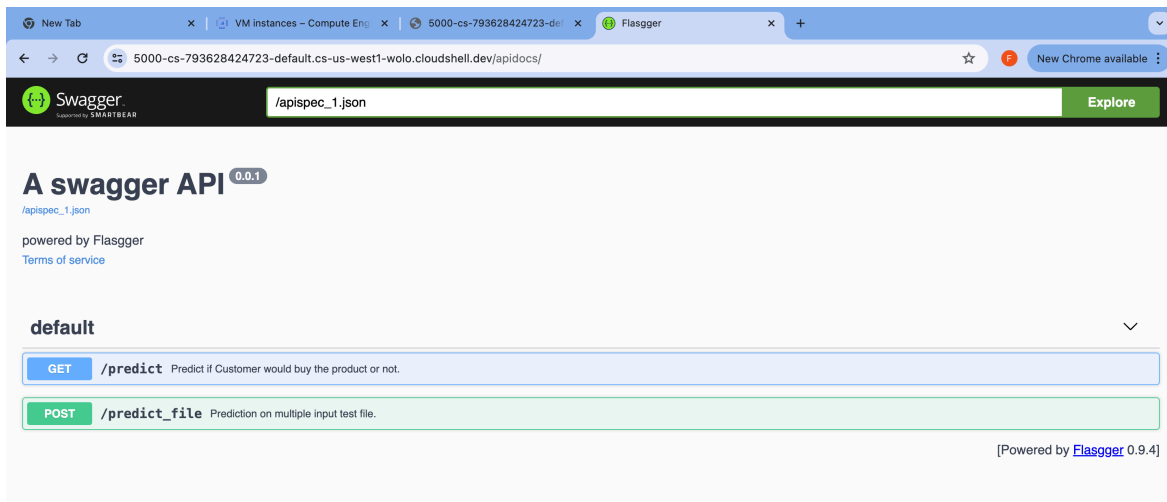 New Tab
VM instances – Compute Eng
5000-cs-793628424723-def
Flasgger
5000-cs-793628424723-default.cs-us-west1-wolo.cloudshell.dev/apidocs/
F
New Chrome available
Swagger.
Supported by SMARTBEAR
/apispec_1.json
Explore
A swagger API 0.0.1
/apispec_1.json
powered by Flasgger
Terms of service
default
GET /predict Predict if Customer would buy the product or not.
POST /predict_file Prediction on multiple input test file.
[Powered by Flasgger 0.9.4]